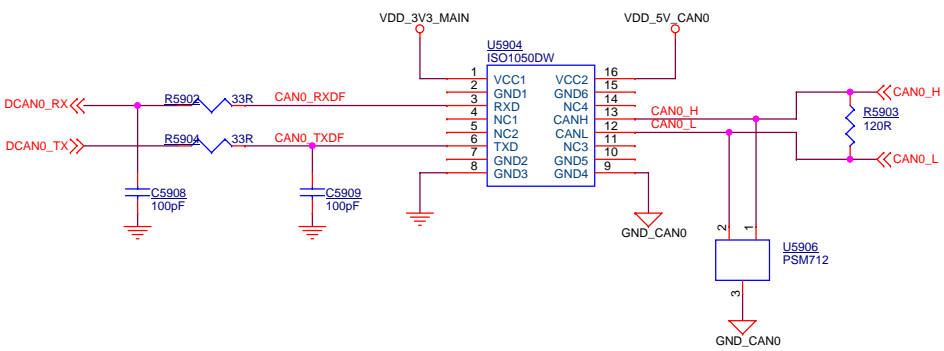 VDD_3V3_MAIN
VDD_5V_CAN0
U5904
ISO1050DW
1 VCC1 VCC2 16
2 GND1 GND6 15
3 RXD NC4 14
4 NC1 CANH 13
5 NC2 CANL 12
6 TXD NC3 11
7 GND2 GND5 10
8 GND3 GND4 9
DCAN0_RX
R5902
33R
CAN0_RXDF
DCAN0_TX
R5904
33R
CAN0_TXDF
CAN0_H
CAN0_L
CAN0_H
R5903
120R
CAN0_L
C5908
100pF
C5909
100pF
GND_CAN0
2
1
U5906
PSM712
3
GND_CAN0